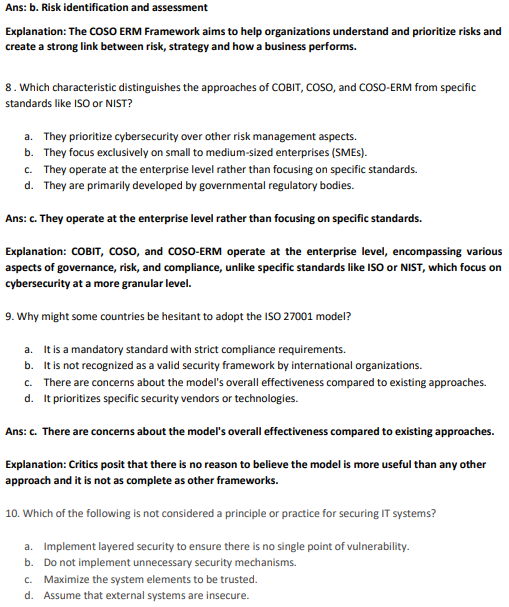 Ans: b. Risk identification and assessment
Explanation: The COSO ERM Framework aims to help organizations understand and prioritize risks and
create a strong link between risk, strategy and how a business performs.
8 . Which characteristic distinguishes the approaches of COBIT, COSO, and COSO-ERM from specific
standards like ISO or NIST?
a. They prioritize cybersecurity over other risk management aspects.
b. They focus exclusively on small to medium-sized enterprises (SMEs).
c. They operate at the enterprise level rather than focusing on specific standards.
d. They are primarily developed by governmental regulatory bodies.
Ans: c. They operate at the enterprise level rather than focusing on specific standards.
Explanation: COBIT, COSO, and COSO-ERM operate at the enterprise level, encompassing various
aspects of governance, risk, and compliance, unlike specific standards like ISO or NIST, which focus on
cybersecurity at a more granular level.
9. Why might some countries be hesitant to adopt the ISO 27001 model?
a. It is a mandatory standard with strict compliance requirements.
b. It is not recognized as a valid security framework by international organizations.
c. There are concerns about the model's overall effectiveness compared to existing approaches.
d. It prioritizes specific security vendors or technologies.
Ans: c. There are concerns about the model's overall effectiveness compared to existing approaches.
Explanation: Critics posit that there is no reason to believe the model is more useful than any other
approach and it is not as complete as other frameworks.
10. Which of the following is not considered a principle or practice for securing IT systems?
a. Implement layered security to ensure there is no single point of vulnerability.
b. Do not implement unnecessary security mechanisms.
c. Maximize the system elements to be trusted.
d. Assume that external systems are insecure.